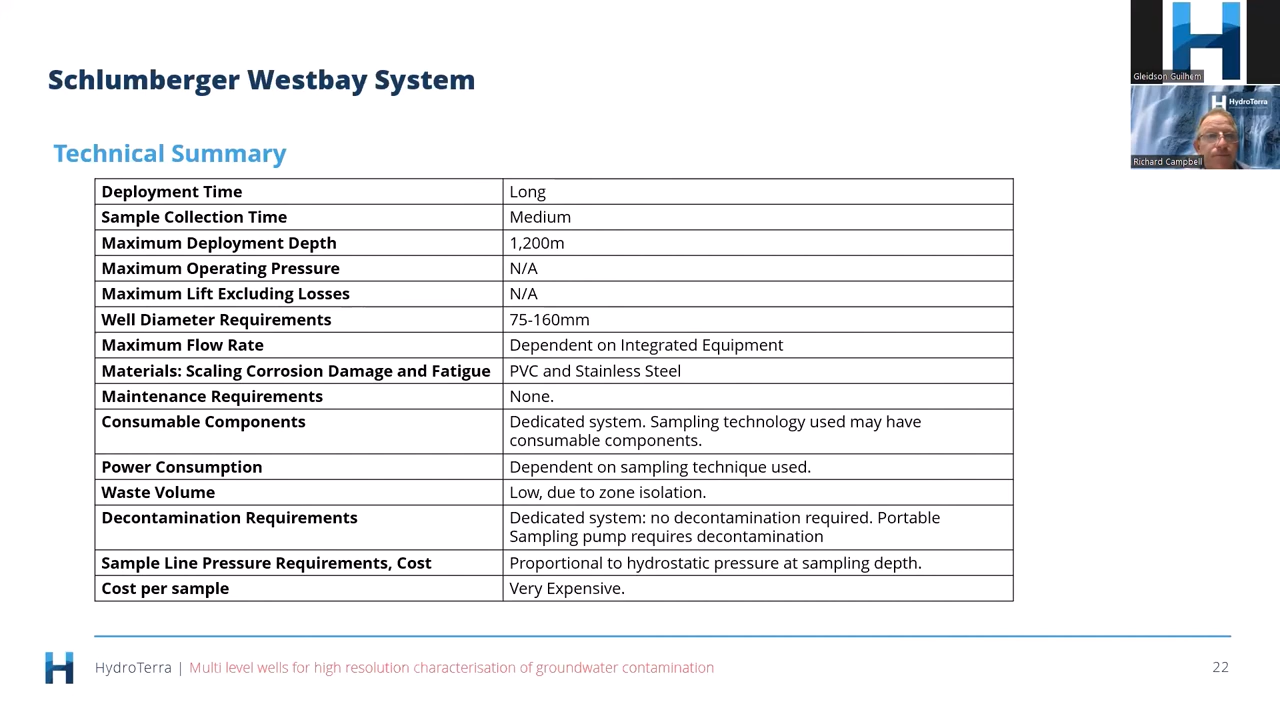 Schlumberger Westbay System
Gleidson Guilhem
HydroTerra
Richard Campbell
Technical Summary
Deployment Time Long
Sample Collection Time Medium
Maximum Deployment Depth 1,200m
Maximum Operating Pressure N/A
Maximum Lift Excluding Losses N/A
Well Diameter Requirements 75-160mm
Maximum Flow Rate Dependent on Integrated Equipment
Materials: Scaling Corrosion Damage and Fatigue PVC and Stainless Steel
Maintenance Requirements None.
Consumable Components Dedicated system. Sampling technology used may have
consumable components.
Power Consumption Dependent on sampling technique used.
Waste Volume Low, due to zone isolation.
Decontamination Requirements Dedicated system: no decontamination required. Portable
Sampling pump requires decontamination
Sample Line Pressure Requirements, Cost Proportional to hydrostatic pressure at sampling depth.
Cost per sample Very Expensive.
HydroTerra | Multi level wells for high resolution characterisation of groundwater contamination 22